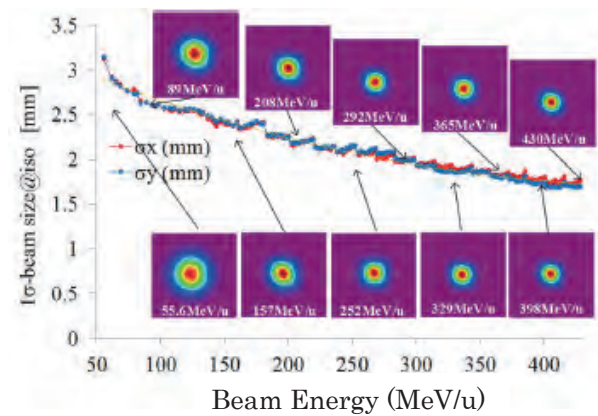 3.5
3
2.5
2
1.5
1
0.5
0
1σ-beam size@iso [mm]
89MeV/u
208MeV/u
292MeV/u
365MeV/u
430MeV/u
σx (mm)
σy (mm)
55.6MeV/u
157MeV/u
252MeV/u
329MeV/u
398MeV/u
50 100 150 200 250 300 350 400
Beam Energy (MeV/u)